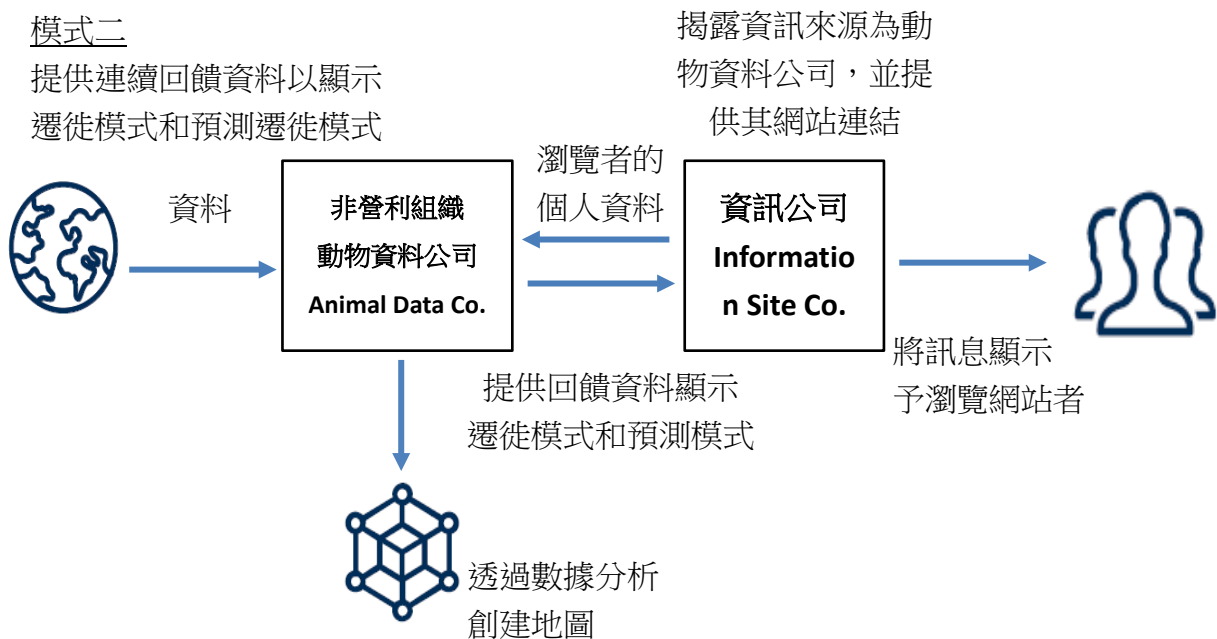 模式二
提供連續回饋資料以顯示
遷徙模式和預測遷徙模式
揭露資訊來源為動
物資料公司，並提
供其網站連結
資料
非營利組織
動物資料公司
Animal Data Co.
瀏覽者的
個人資料
資訊公司
Informatio
n Site Co.
將訊息顯示
予瀏覽網站者
提供回饋資料顯示
遷徙模式和預測模式
透過數據分析
創建地圖